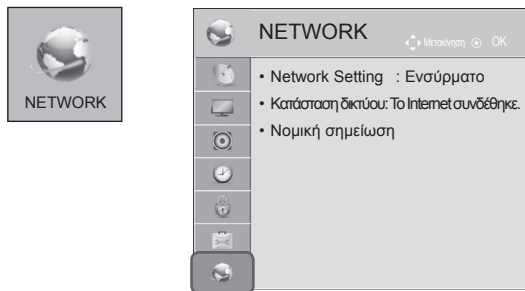 NETWORK
NETWORK
Μετακίνηση OK
• Network Setting : Ενσύρματο
• Κατάσταση δικτύου: Το Internet συνδέθηκε.
• Νομική σημείωση